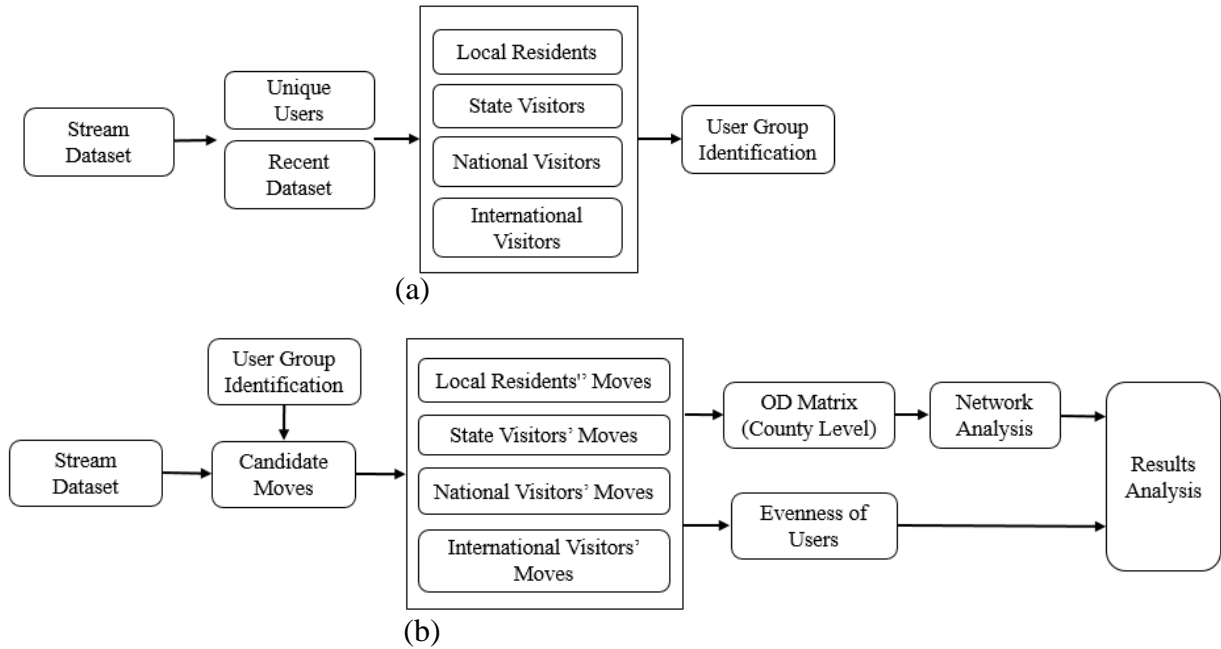 Stream
Dataset
Unique
Users
Recent
Dataset
Local Residents
State Visitors
National Visitors
International
Visitors
User Group
Identification
(a)
Stream
Dataset
User Group
Identification
Candidate
Moves
Local Residents'’ Moves
State Visitors’ Moves
National Visitors’ Moves
International Visitors’
Moves
OD Matrix
(County Level)
Network
Analysis
Evenness of
Users
Results
Analysis
(b)